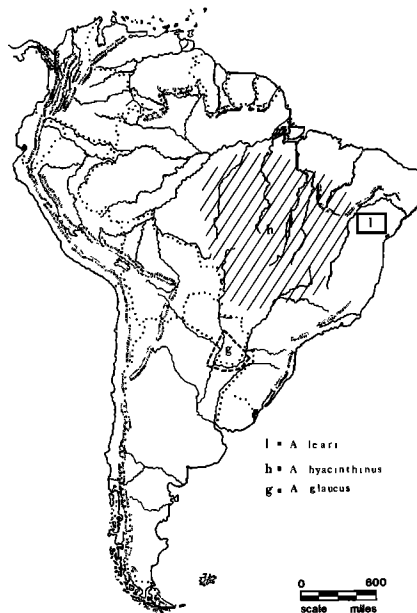 h
l
g
l = A leari
h = A hyacinthinus
g = A glaucus
0 600
scale miles